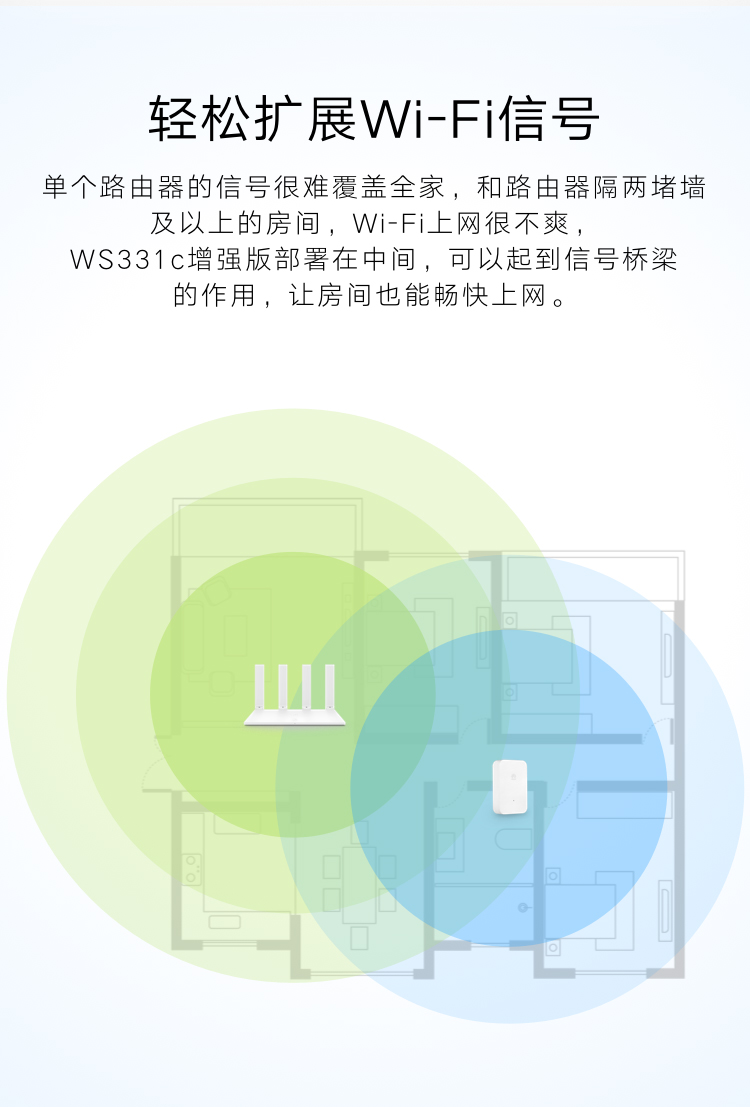 轻松扩展Wi-Fi信号
单个路由器的信号很难覆盖全家，和路由器隔两堵墙
及以上的房间，Wi-Fi上网很不爽，
WS331c增强版部署在中间，可以起到信号桥梁
的作用，让房间也能畅快上网。